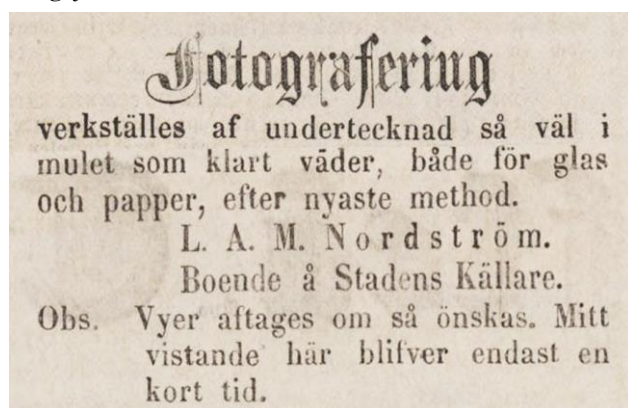 Fotografering
verkställes af undertecknad så väl i
mulet som klart väder, både för glas
och papper, efter nyaste method.
L. A. M. Nordström.
Boende å Stadens Källare.
Obs. Vyer aftages om så önskas. Mitt
vistande här blifver endast en
kort tid.